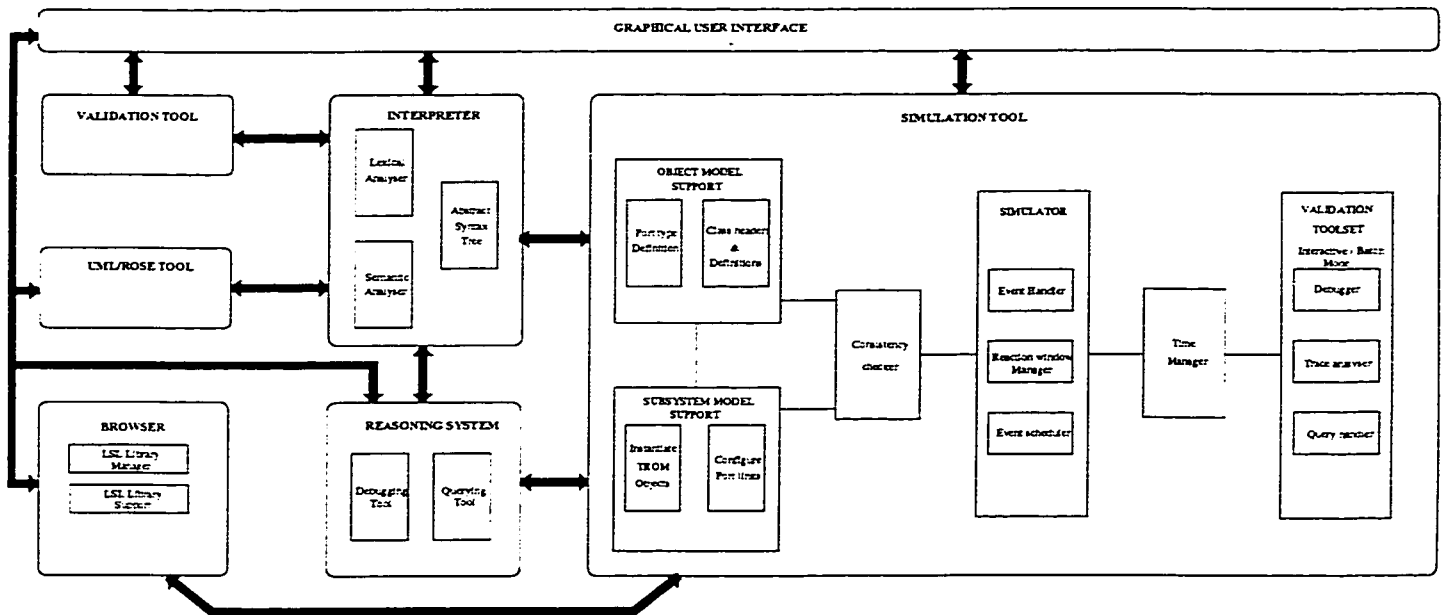 GRAPHICAL USER INTERFACE
VALIDATION TOOL
INTERPRETER
Lexical
Analyser
Abstract
Syntax
Tree
Semantic
Analyser
UML/ROSE TOOL
BROWSER
LSL Library
Manager
LSL Library
Support
REASONING SYSTEM
Debugging
Tool
Querying
Tool
SIMULATION TOOL
OBJECT MODEL
SUPPORT
Port type
Definition
Class headers
&
Definitions
SUBSYSTEM MODEL
SUPPORT
Instantiate
TROM
Objects
Configure
Port links
Consistency
checker
SIMULATOR
Event Handler
Reaction window
Manager
Event scheduler
Time
Manager
VALIDATION
TOOLSET
Interactive - Batch
Mode
Debugger
Trace analyser
Query handler